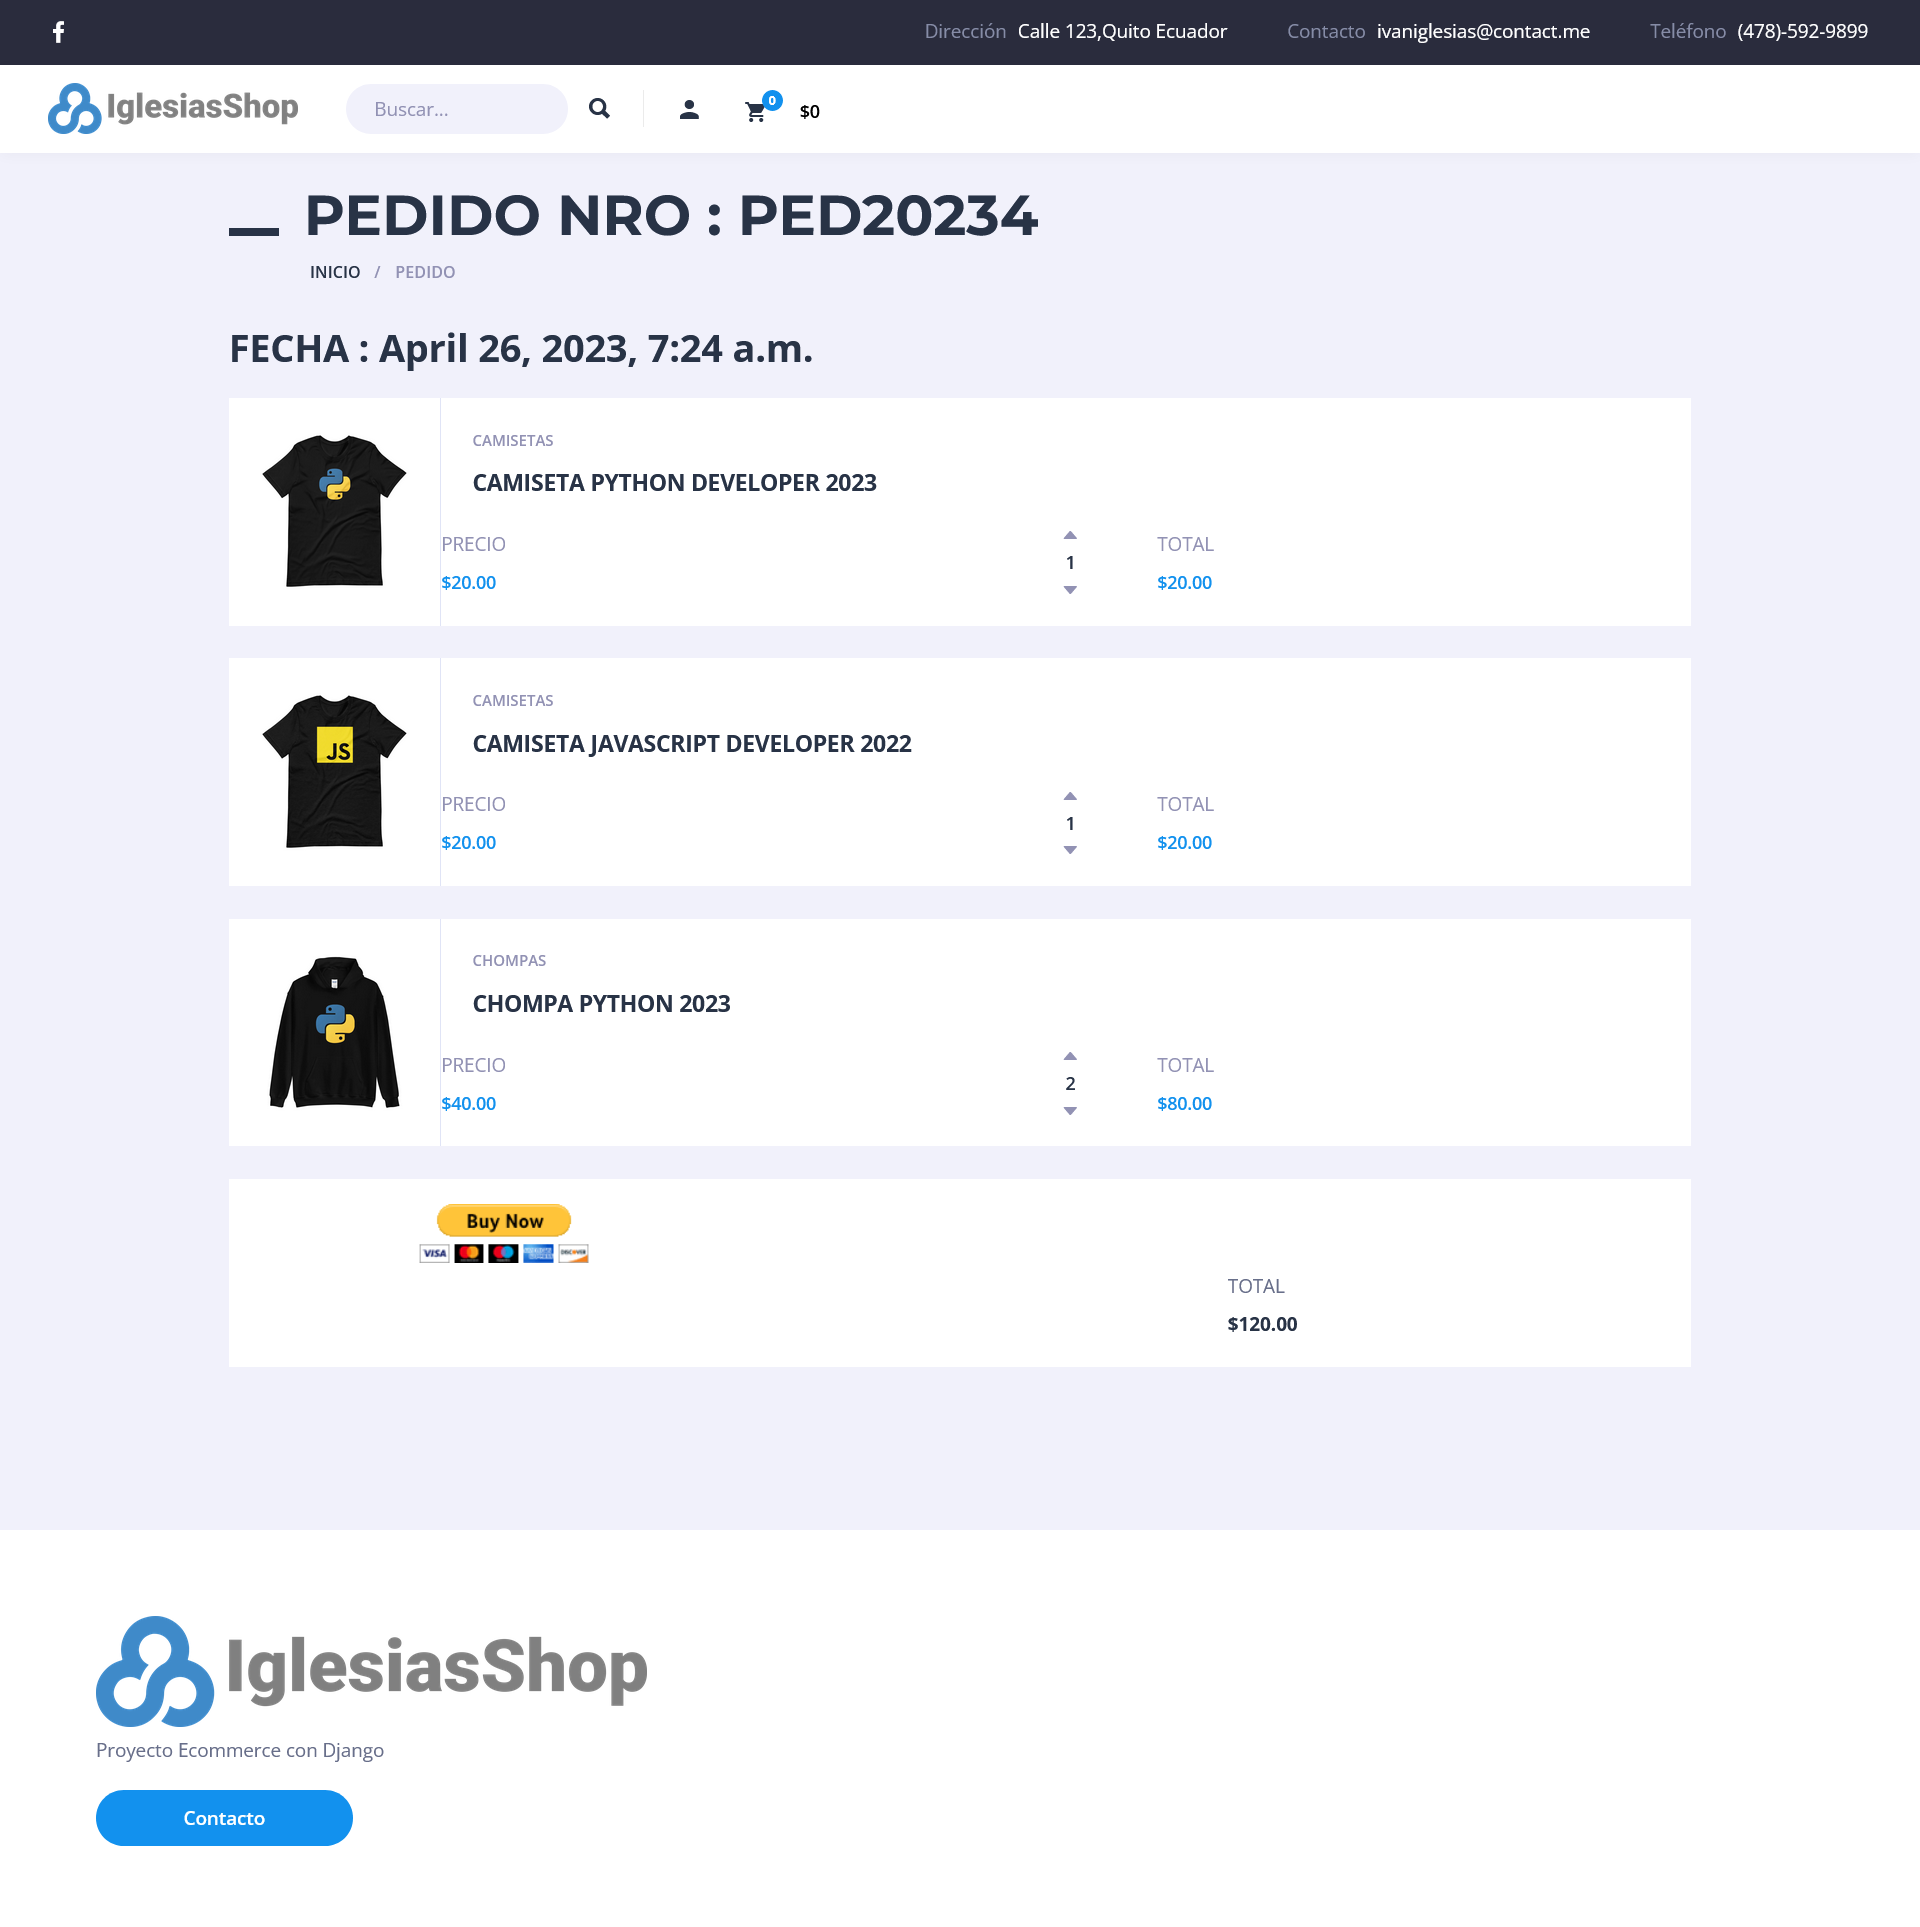 Dirección Calle 123,Quito Ecuador Contacto ivaniglesias@contact.me Teléfono (478)-592-9899
IglesiasShop Buscar... 0 $0
PEDIDO NRO : PED20234
INICIO / PEDIDO
FECHA : April 26, 2023, 7:24 a.m.
CAMISETAS
CAMISETA PYTHON DEVELOPER 2023
PRECIO TOTAL
1
$20.00 $20.00
JS
CAMISETAS
CAMISETA JAVASCRIPT DEVELOPER 2022
PRECIO TOTAL
1
$20.00 $20.00
CHOMPAS
CHOMPA PYTHON 2023
PRECIO TOTAL
2
$40.00 $80.00
Buy Now
VISA DISCOVER
TOTAL
$120.00
IglesiasShop
Proyecto Ecommerce con Django
Contacto